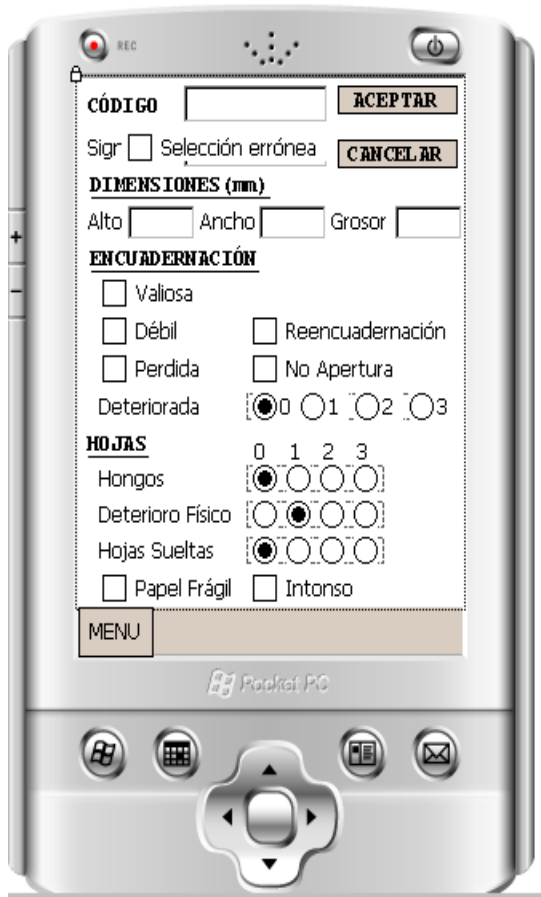 REC
CÓDIGO ACEPTAR
Sigr Selección errónea CANCELAR
DIMENSIONES (mm)
Alto Ancho Grosor
ENCUADERNACIÓN
Valiosa
Débil Reencuadernación
Perdida No Apertura
Deteriorada 0 1 2 3
HOJAS 0 1 2 3
Hongos
Deterioro Físico
Hojas Sueltas
Papel Frágil Intonso
MENU
Pocket PC
+
-